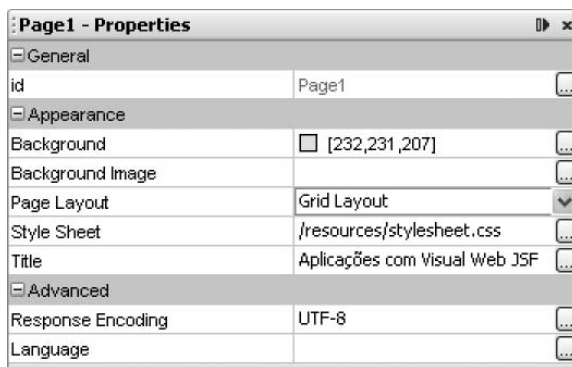 Page1 - Properties
General
id Page1 ...
Appearance
Background [232,231,207] ...
Background Image ...
Page Layout Grid Layout
Style Sheet /resources/stylesheet.css ...
Title Aplicações com Visual Web JSF ...
Advanced
Response Encoding UTF-8 ...
Language ...